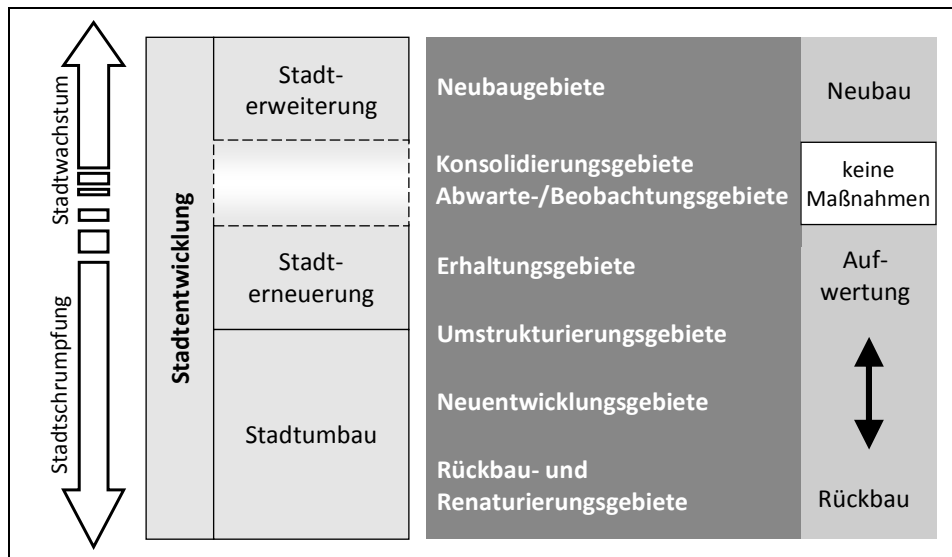 Stadtwachstum
Stadtschrumpfung
Stadtentwicklung
Stadt-
erweiterung
Stadt-
erneuerung
Stadtumbau
Neubaugebiete
Konsolidierungsgebiete
Abwarte-/Beobachtungsgebiete
Erhaltungsgebiete
Umstrukturierungsgebiete
Neuentwicklungsgebiete
Rückbau- und
Renaturierungsgebiete
Neubau
keine
Maßnahmen
Auf-
wertung
Rückbau